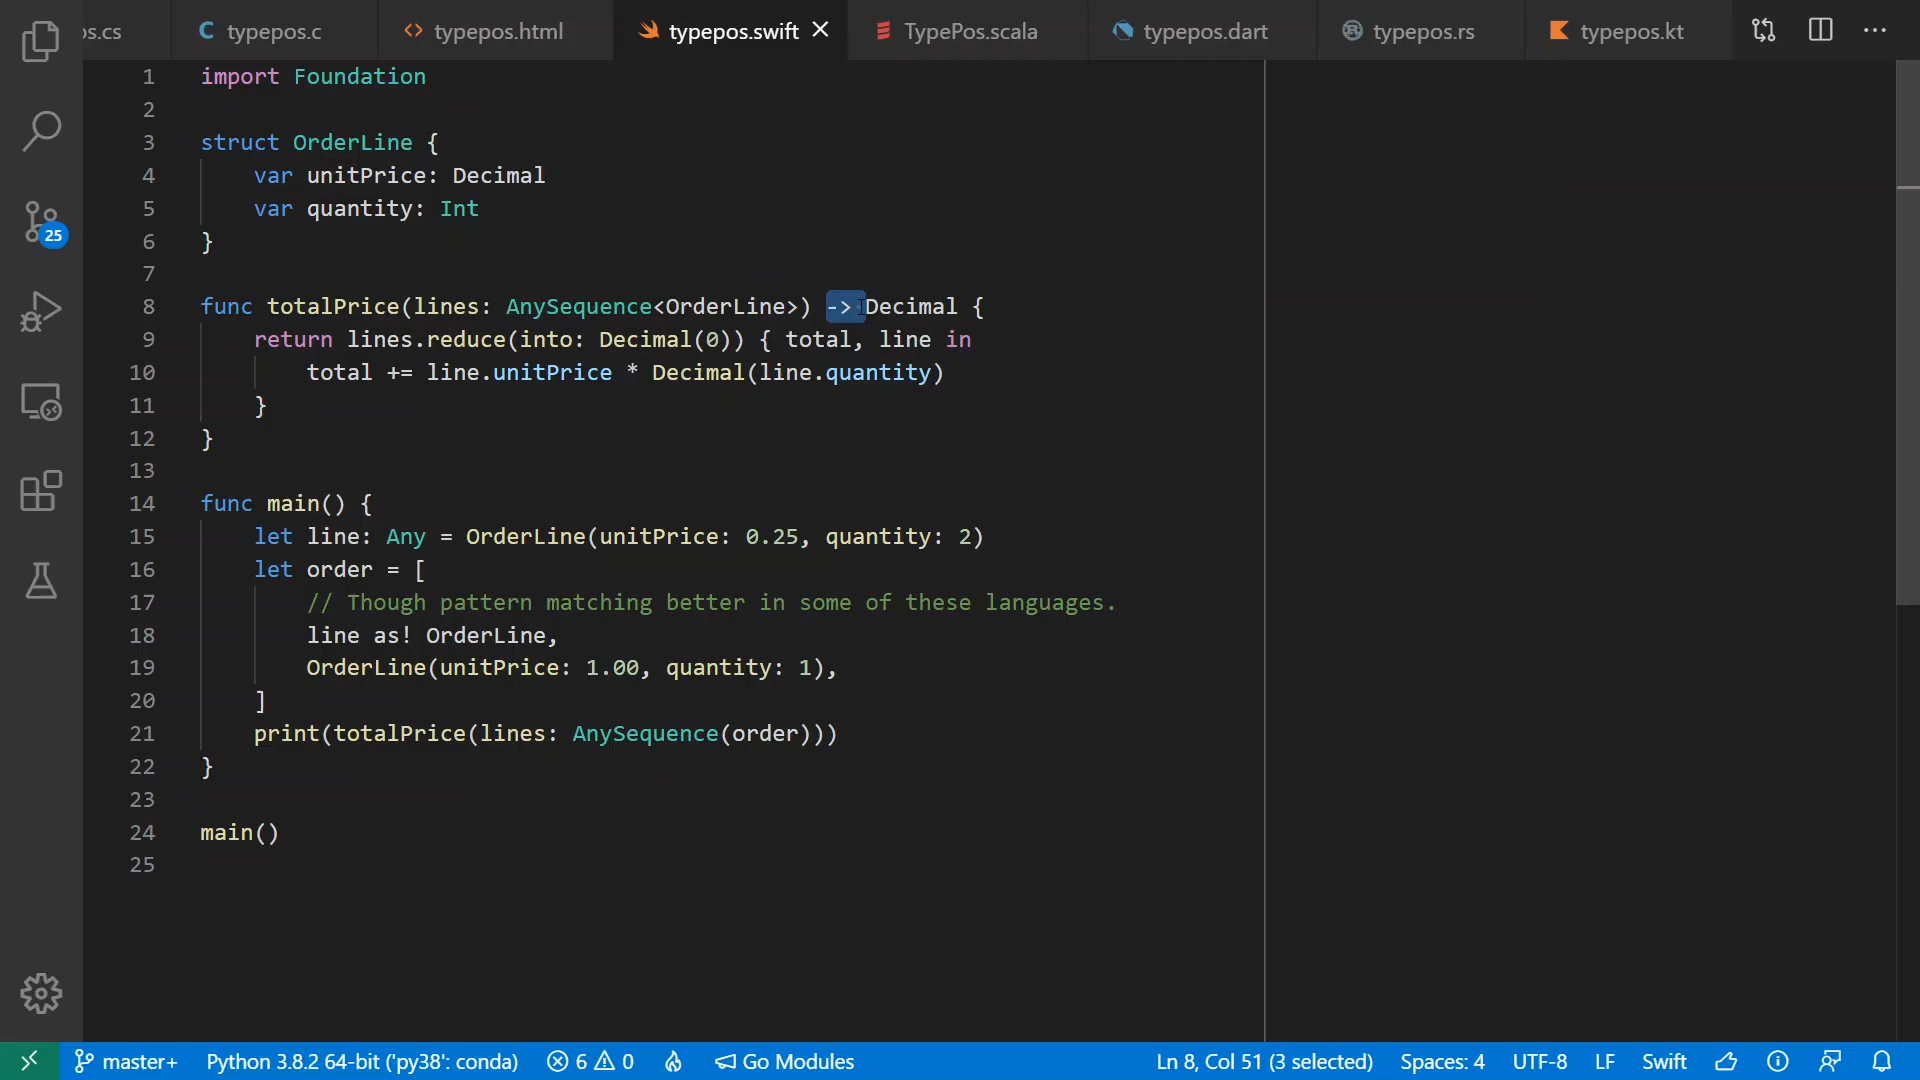 os.cs
typepos.c
typepos.html
typepos.swift
TypePos.scala
typepos.dart
typepos.rs
typepos.kt
25
1 import Foundation
2
3 struct OrderLine {
4 var unitPrice: Decimal
5 var quantity: Int
6 }
7
8 func totalPrice(lines: AnySequence<OrderLine>) -> Decimal {
9 return lines.reduce(into: Decimal(0)) { total, line in
10 total += line.unitPrice * Decimal(line.quantity)
11 }
12 }
13
14 func main() {
15 let line: Any = OrderLine(unitPrice: 0.25, quantity: 2)
16 let order = [
17 // Though pattern matching better in some of these languages.
18 line as! OrderLine,
19 OrderLine(unitPrice: 1.00, quantity: 1),
20 ]
21 print(totalPrice(lines: AnySequence(order)))
22 }
23
24 main()
25
master+ Python 3.8.2 64-bit ('py38': conda) 6 0 Go Modules Ln 8, Col 51 (3 selected) Spaces: 4 UTF-8 LF Swift